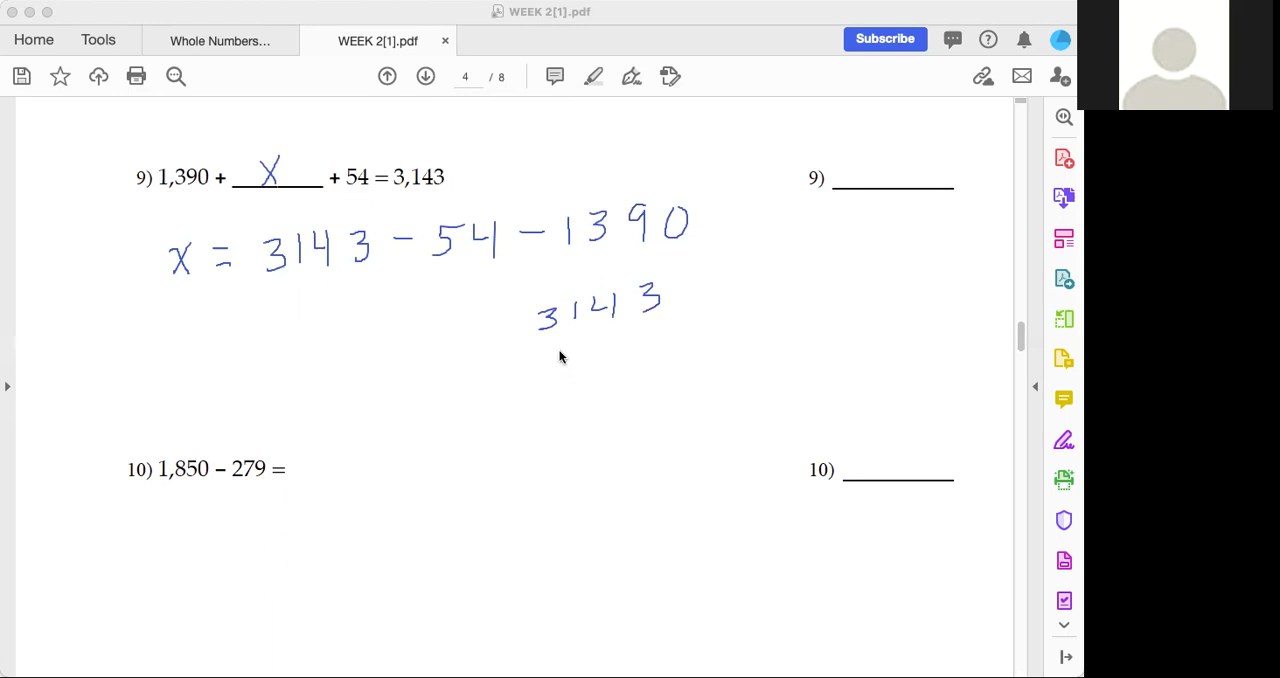 WEEK 2[1].pdf
Home Tools Whole Numbers... WEEK 2[1].pdf × Subscribe
4 / 8
9) 1,390 + X + 54 = 3,143 9)
x = 3143 - 54 - 1390
3143
10) 1,850 – 279 = 10)